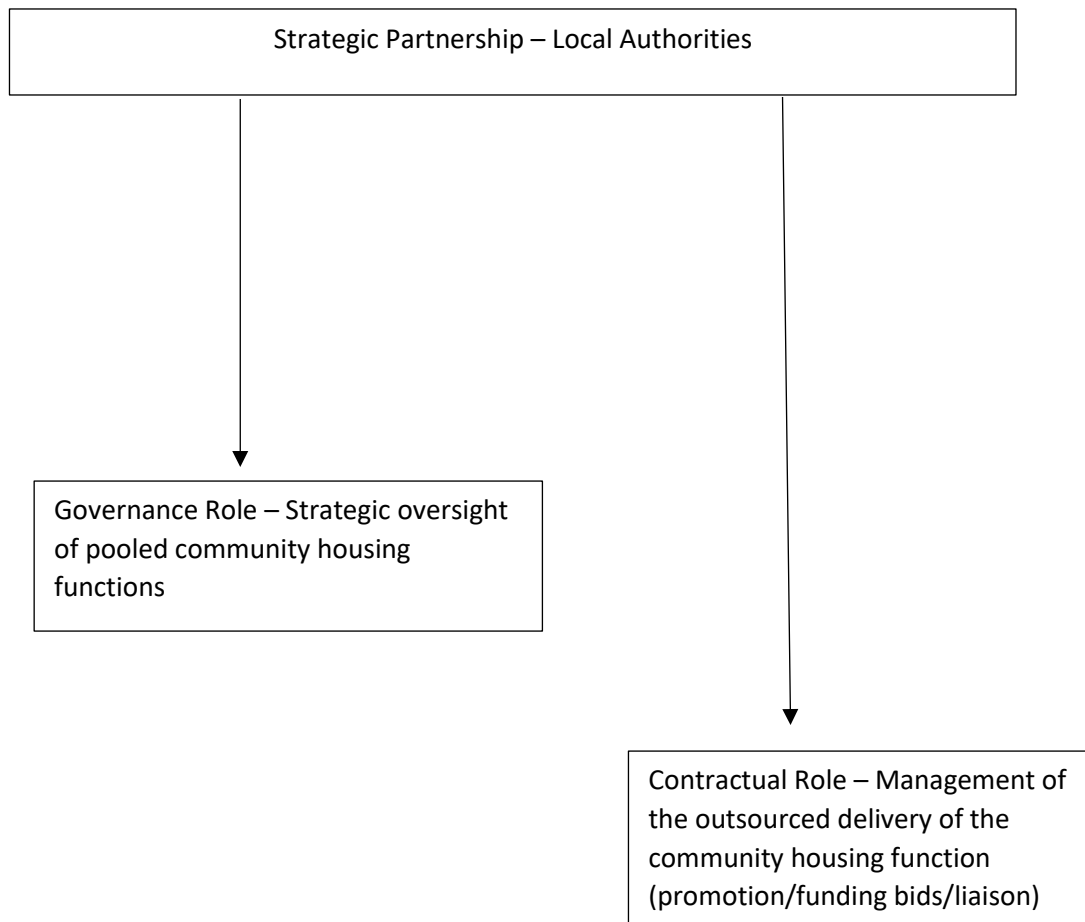 Strategic Partnership – Local Authorities
Governance Role – Strategic oversight
of pooled community housing
functions
Contractual Role – Management of
the outsourced delivery of the
community housing function
(promotion/funding bids/liaison)